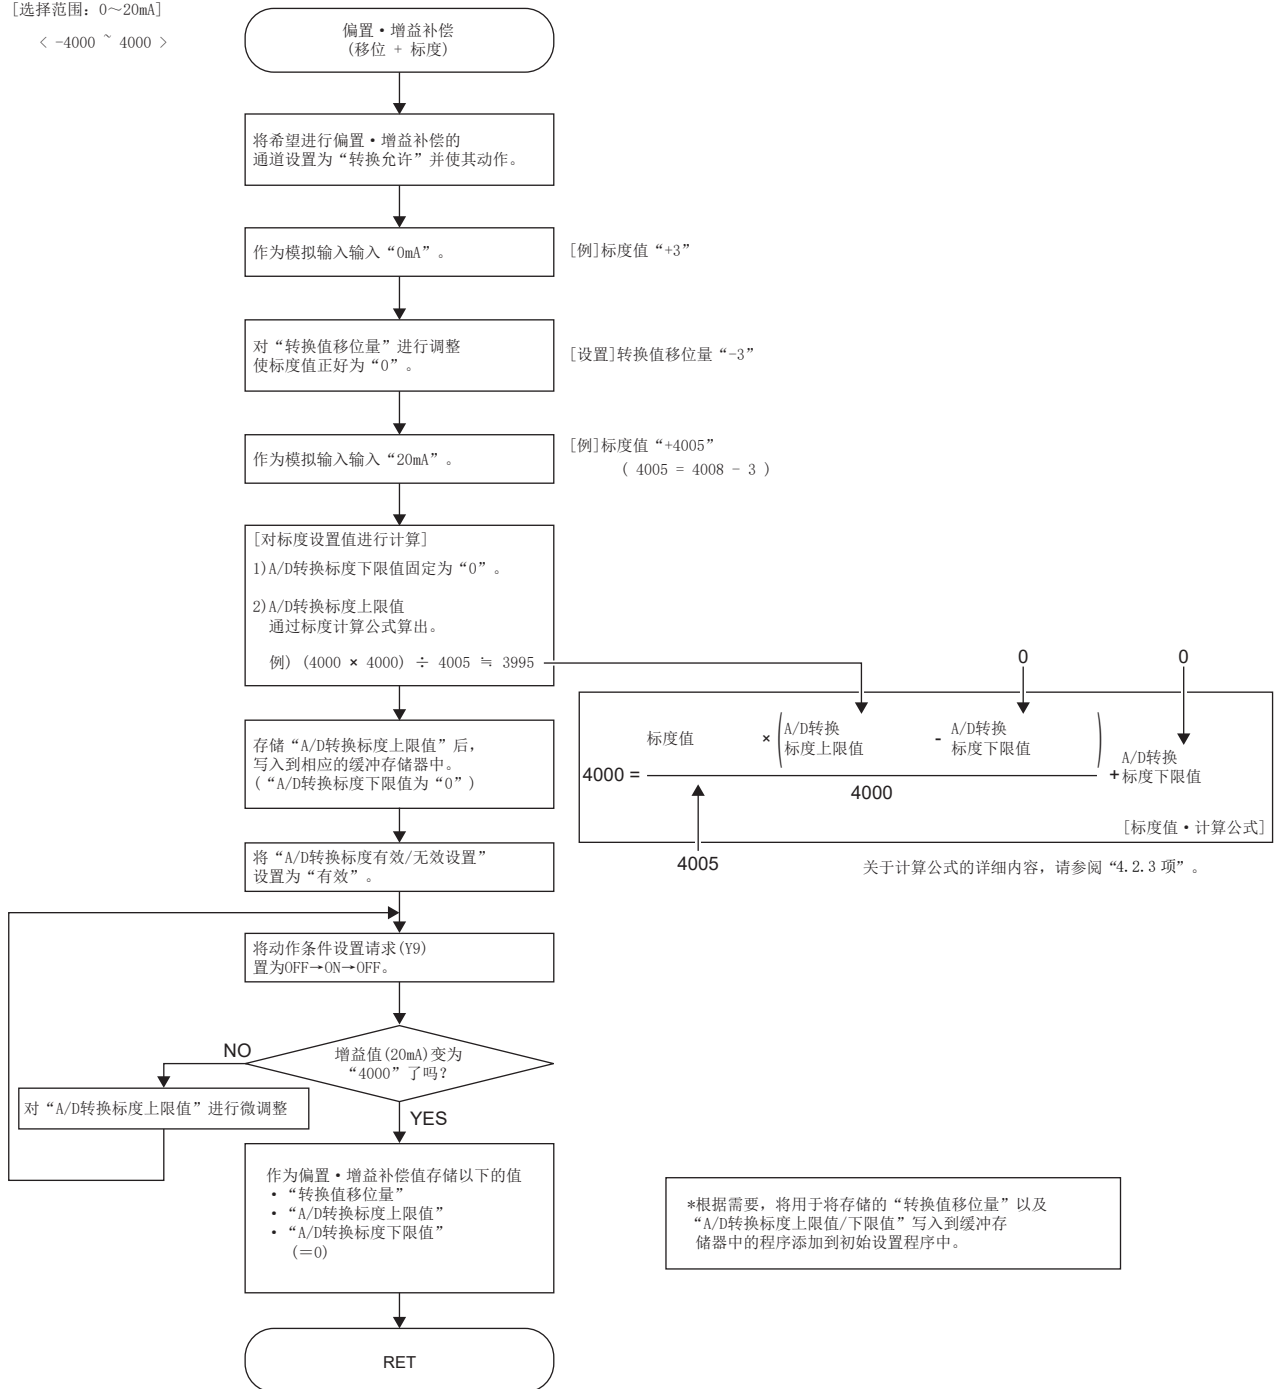 [选择范围：0～20mA]
< -4000 ~ 4000 >
偏置・增益补偿
(移位 + 标度)
将希望进行偏置・增益补偿的
通道设置为“转换允许”并使其动作。
作为模拟输入输入“0mA”。
[例]标度值“+3”
对“转换值移位量”进行调整
使标度值正好为“0”。
[设置]转换值移位量“-3”
作为模拟输入输入“20mA”。
[例]标度值“+4005”
( 4005 = 4008 - 3 )
[对标度设置值进行计算]
1)A/D转换标度下限值固定为“0”。
2)A/D转换标度上限值
通过标度计算公式算出。
例) (4000 × 4000) ÷ 4005 ≒ 3995
0
0
标度值
×
A/D转换
标度上限值
-
A/D转换
标度下限值
4000 =
4000
+
A/D转换
标度下限值
[标度值・计算公式]
4005
关于计算公式的详细内容，请参阅“4.2.3 项”。
存储“A/D转换标度上限值”后，
写入到相应的缓冲存储器中。
(“A/D转换标度下限值为“0”)
将“A/D转换标度有效/无效设置”
设置为“有效”。
将动作条件设置请求(Y9)
置为OFF→ON→OFF。
增益值(20mA)变为
“4000”了吗？
NO
YES
对“A/D转换标度上限值”进行微调整
作为偏置・增益补偿值存储以下的值
・“转换值移位量”
・“A/D转换标度上限值”
・“A/D转换标度下限值”
(＝0)
*根据需要，将用于将存储的“转换值移位量”以及
“A/D转换标度上限值/下限值”写入到缓冲存
储器中的程序添加到初始设置程序中。
RET